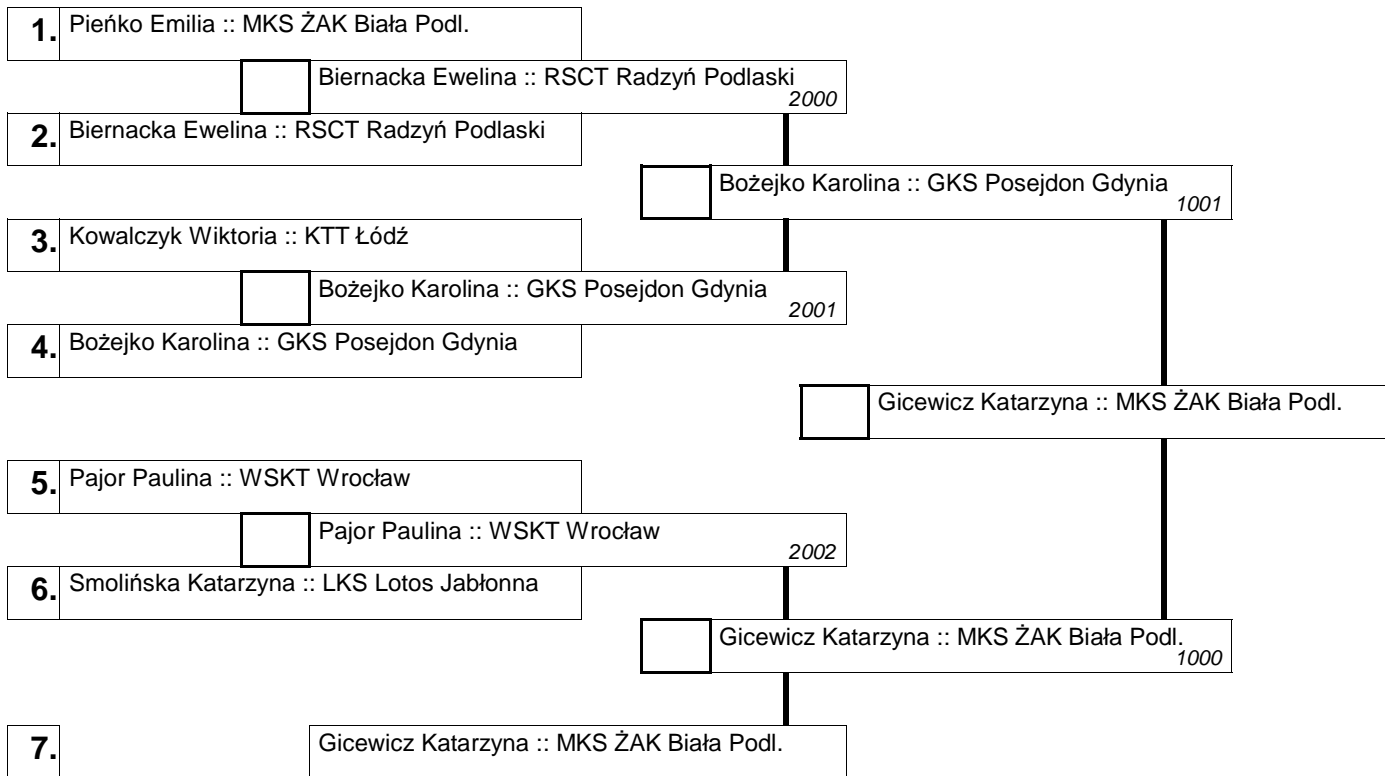 1. Pieńko Emilia :: MKS ŻAK Biała Podl.
Biernacka Ewelina :: RSCT Radzyń Podlaski
2000
2. Biernacka Ewelina :: RSCT Radzyń Podlaski
Bożejko Karolina :: GKS Posejdon Gdynia
1001
3. Kowalczyk Wiktoria :: KTT Łódź
Bożejko Karolina :: GKS Posejdon Gdynia
2001
4. Bożejko Karolina :: GKS Posejdon Gdynia
Gicewicz Katarzyna :: MKS ŻAK Biała Podl.
5. Pajor Paulina :: WSKT Wrocław
Pajor Paulina :: WSKT Wrocław
2002
6. Smolińska Katarzyna :: LKS Lotos Jabłonna
Gicewicz Katarzyna :: MKS ŻAK Biała Podl.
1000
7. Gicewicz Katarzyna :: MKS ŻAK Biała Podl.